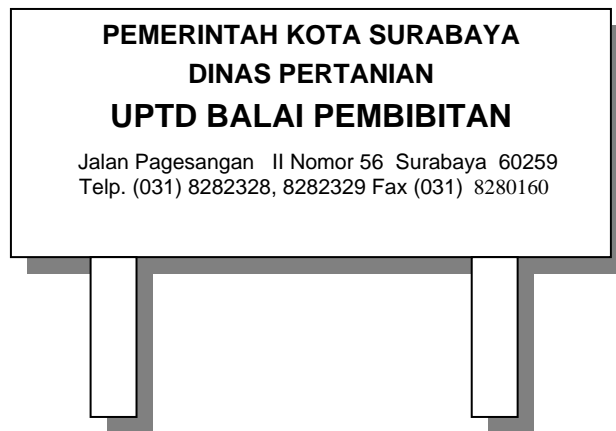 PEMERINTAH KOTA SURABAYA
DINAS PERTANIAN
UPTD BALAI PEMBIBITAN
Jalan Pagesangan II Nomor 56 Surabaya 60259
Telp. (031) 8282328, 8282329 Fax (031) 8280160